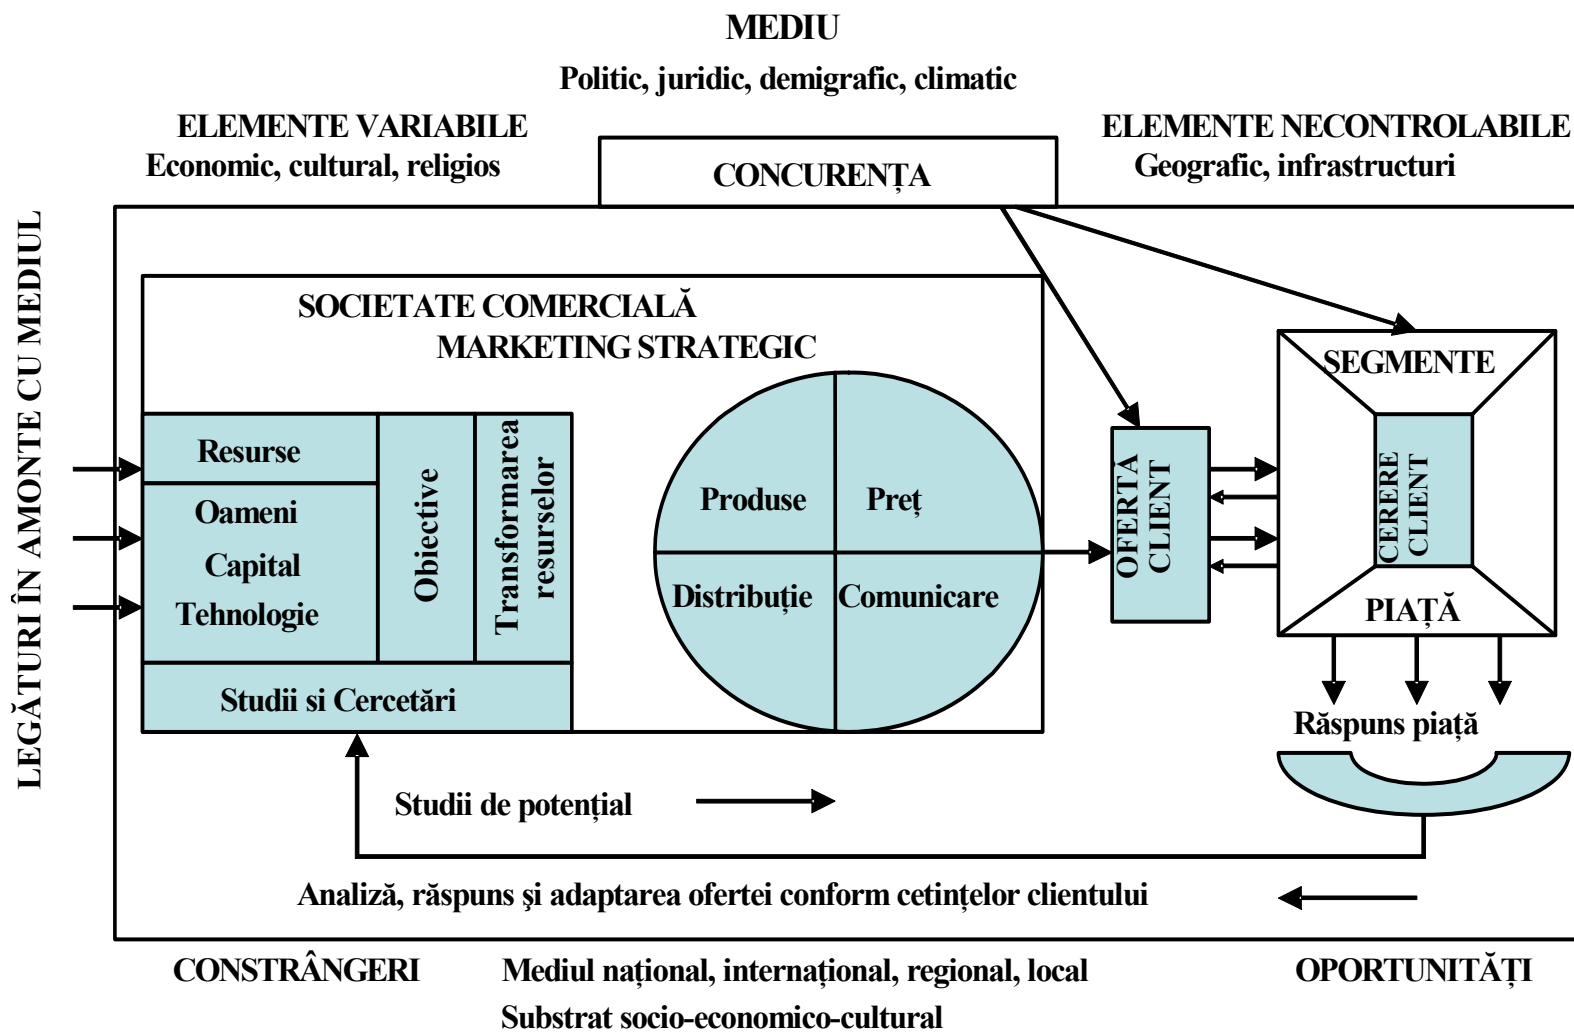 MEDIU
Politic, juridic, demigrafic, climatic
ELEMENTE VARIABILE
Economic, cultural, religios
ELEMENTE NECONTROLABILE
Geografic, infrastructuri
CONCURENȚA
LEGĂTURI ÎN AMONTE CU MEDIUL
SOCIETATE COMERCIALĂ
MARKETING STRATEGIC
Resurse
Oameni
Capital
Tehnologie
Obiective
Transformarea
resurselor
Studii si Cercetări
Produse
Preț
Distribuție
Comunicare
OFERTĂ
CLIENT
SEGMENTE
CERERE
CLIENT
PIAȚĂ
Răspuns piață
Studii de potențial
Analiză, răspuns şi adaptarea ofertei conform cetințelor clientului
CONSTRÂNGERI
Mediul național, internațional, regional, local
Substrat socio-economico-cultural
OPORTUNITĂȚI